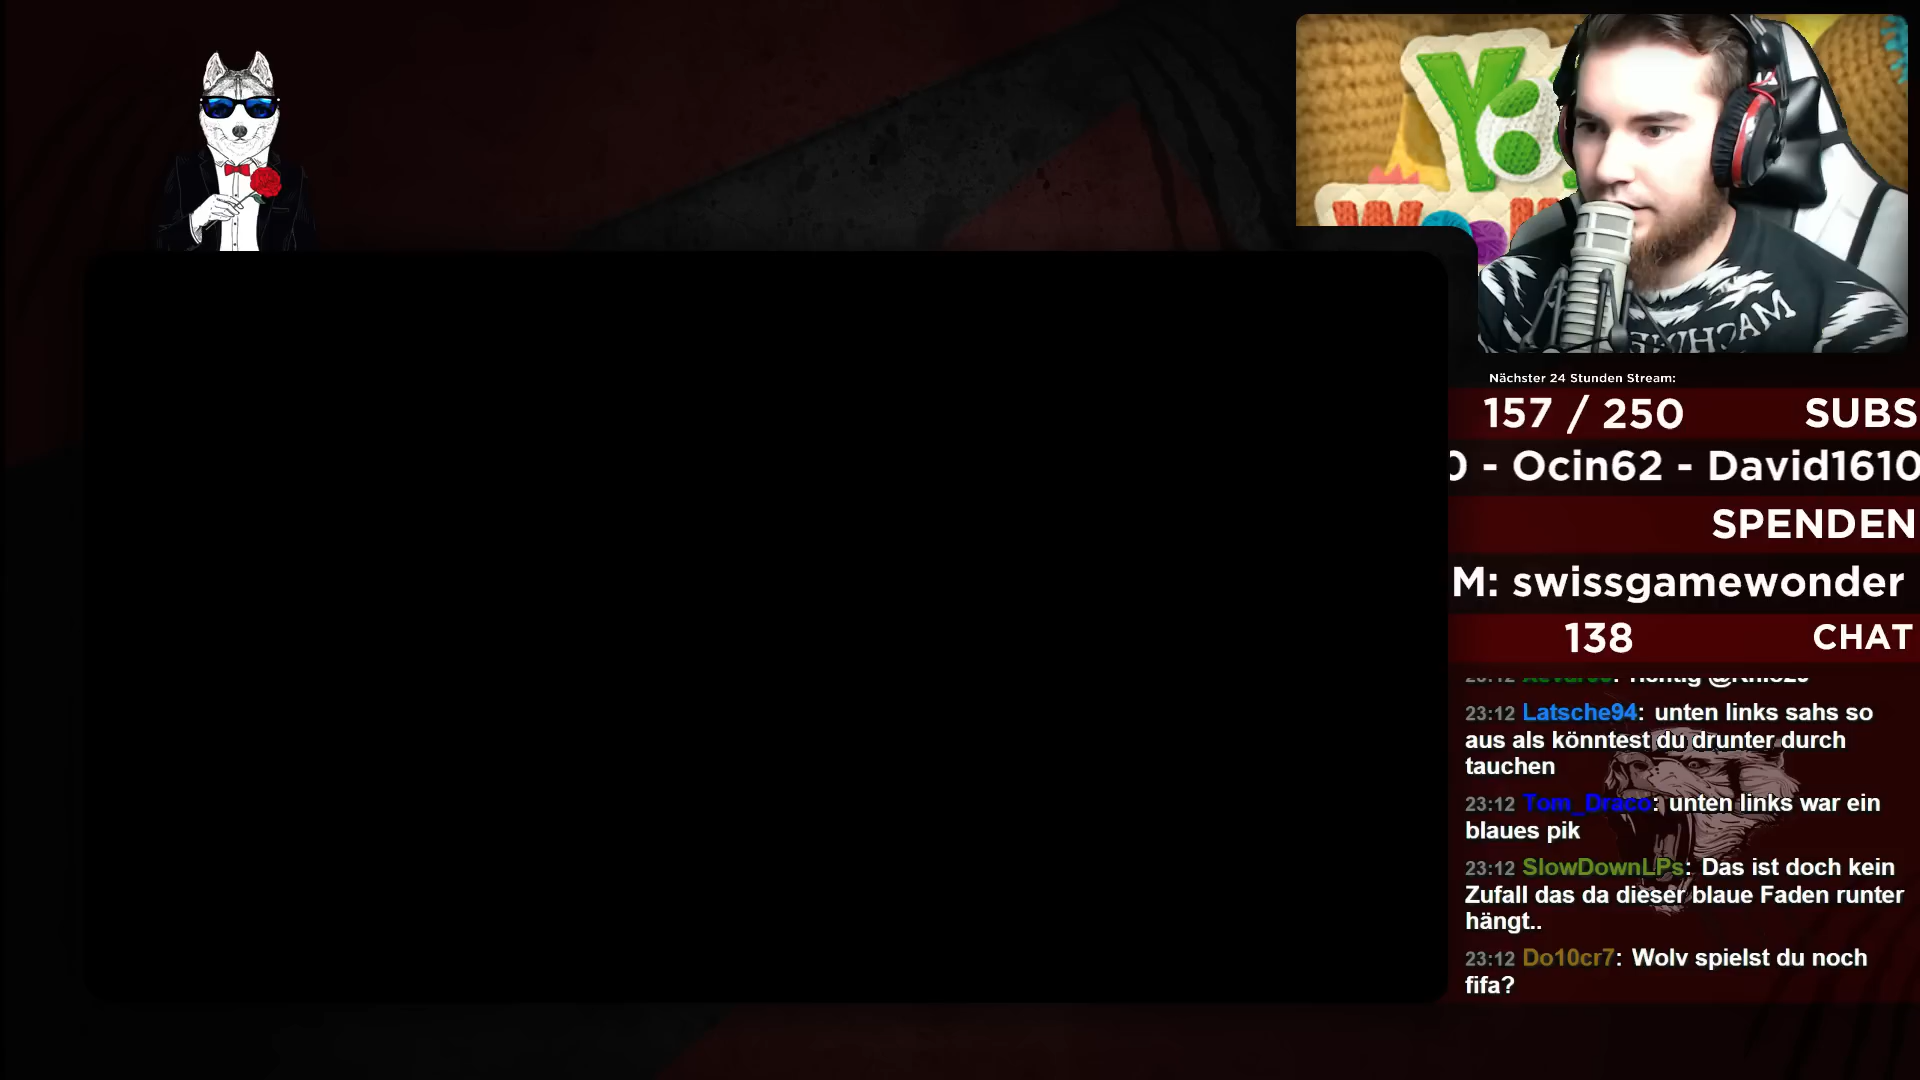 Y
Nächster 24 Stunden Stream:
157 / 250 SUBS
- Ocin62 - David1610
SPENDEN
M: swissgamewonder
138 CHAT
23:12 Latsche94: unten links sahs so
aus als könntest du drunter durch
tauchen
23:12 Tom_Draco: unten links war ein
blaues pik
23:12 SlowDownLPs: Das ist doch kein
Zufall das da dieser blaue Faden runter
hängt..
23:12 Do10cr7: Wolv spielst du noch
fifa?